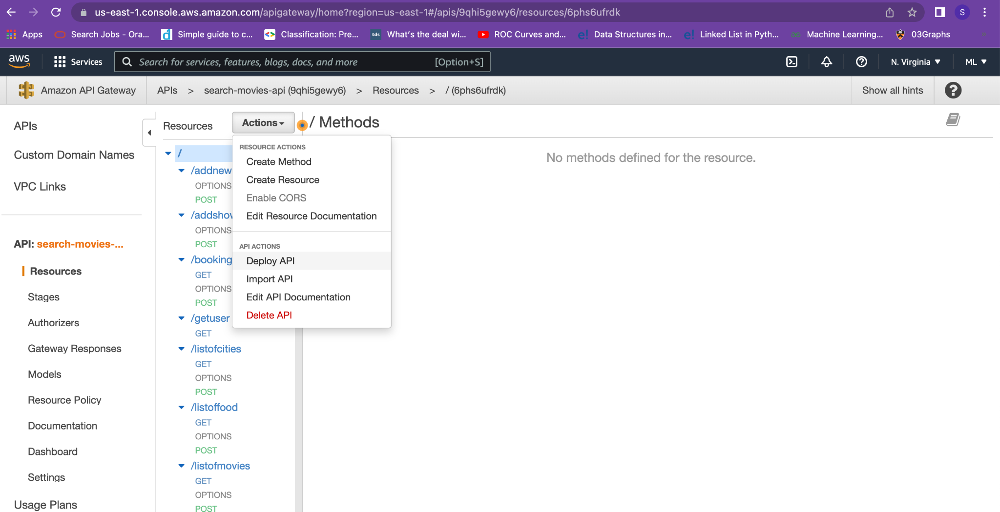 us-east-1.console.aws.amazon.com/apigateway/home?region=us-east-1#/apis/9qhi5gewy6/resources/6phs6ufrdk
S
Apps
Search Jobs - Ora...
d
Simple guide to c...
Classification: Pre...
tds
What's the deal wi...
ROC Curves and...
e!
Data Structures in...
e!
Linked List in Pyth...
Machine Learning...
03Graphs
aws
Services
Search for services, features, blogs, docs, and more
[Option+S]
N. Virginia
ML
Amazon API Gateway
APIs > search-movies-api (9qhi5gewy6) > Resources > / (6phs6ufrdk)
Show all hints
?
APIs
Custom Domain Names
VPC Links
API: search-movies-...
Resources
Stages
Authorizers
Gateway Responses
Models
Resource Policy
Documentation
Dashboard
Settings
Usage Plans
Resources
Actions
/
/addnew
OPTIONS
POST
/addshov
OPTIONS
POST
/booking
GET
OPTIONS
POST
/getuser
GET
/listofcities
GET
OPTIONS
POST
/listoffood
GET
OPTIONS
POST
/listofmovies
GET
OPTIONS
POST
RESOURCE ACTIONS
Create Method
Create Resource
Enable CORS
Edit Resource Documentation
API ACTIONS
Deploy API
Import API
Edit API Documentation
Delete API
/ Methods
No methods defined for the resource.